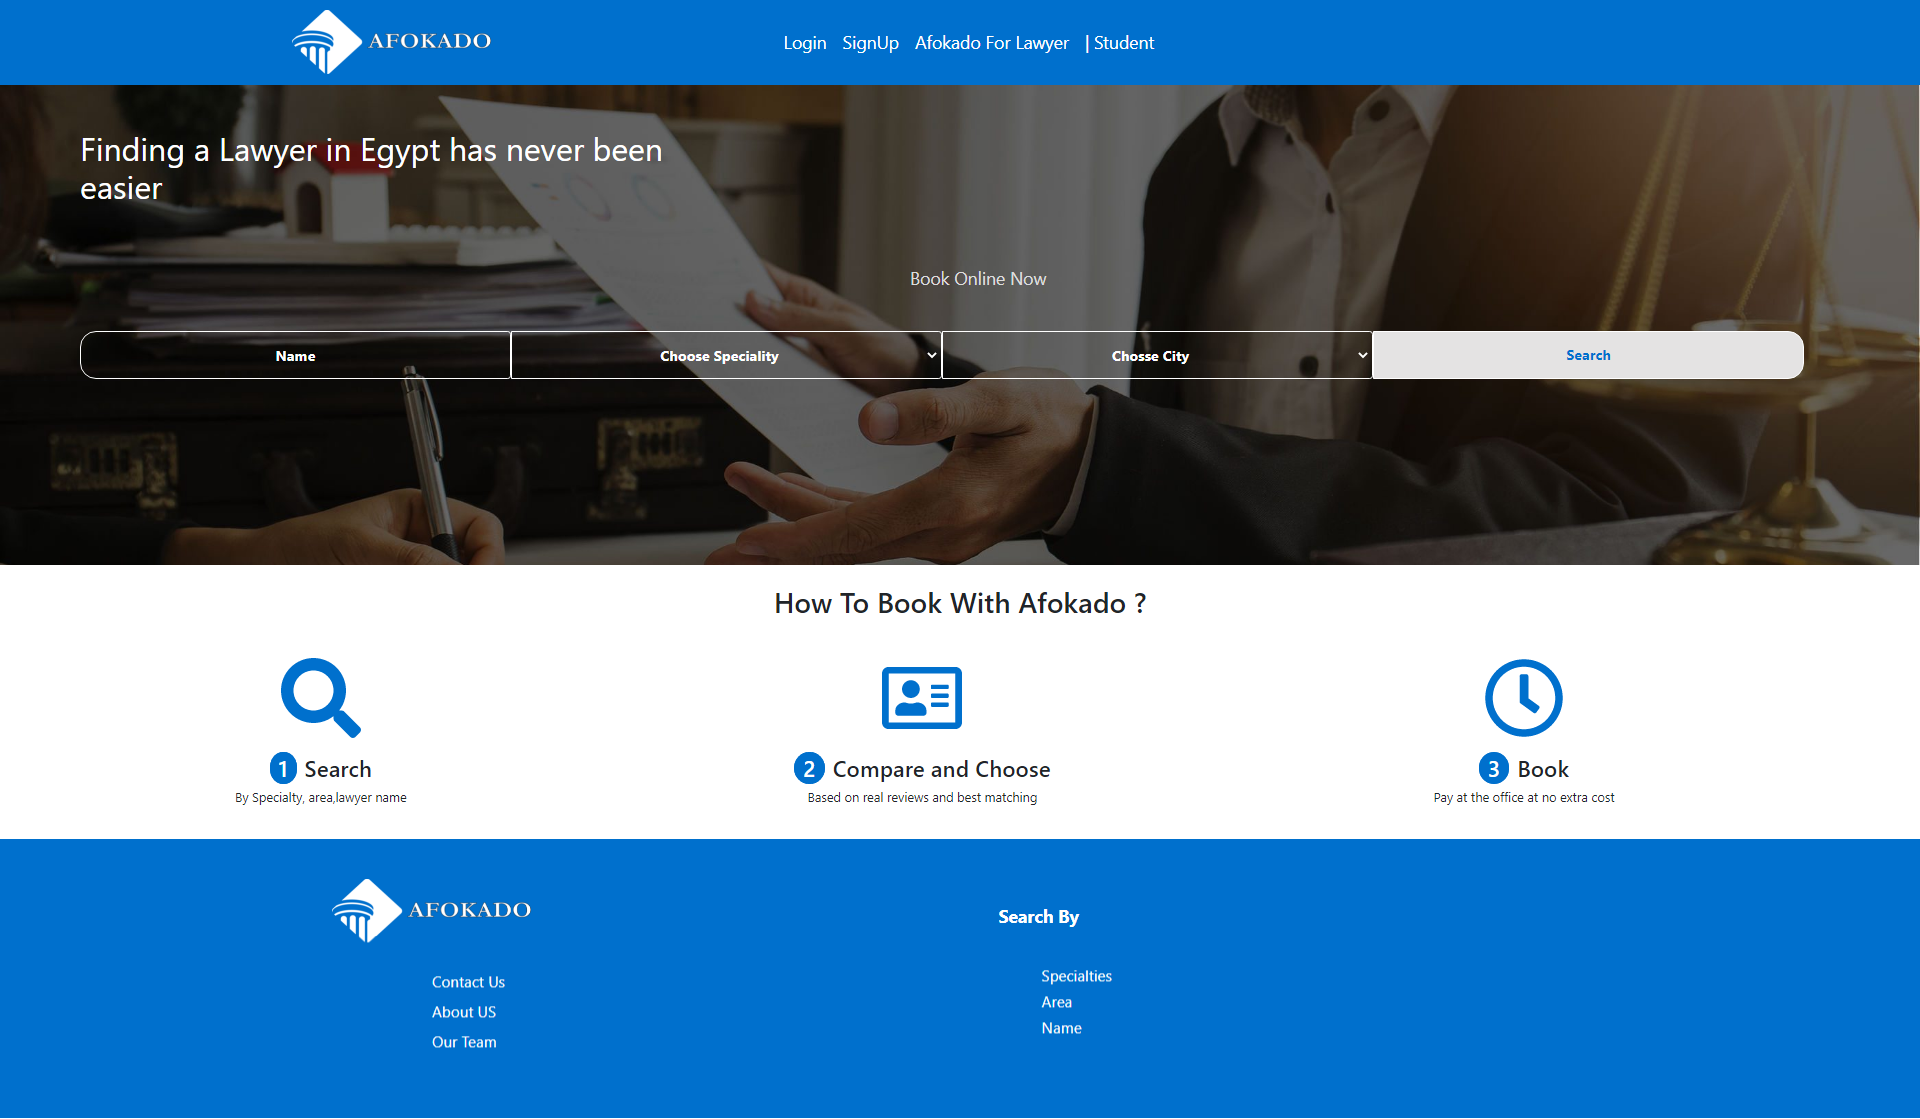 AFOKADO
Login SignUp Afokado For Lawyer | Student
Finding a Lawyer in Egypt has never been
easier
Book Online Now
Name Choose Speciality Chosse City Search
How To Book With Afokado ?
1 Search
By Specialty, area,lawyer name
2 Compare and Choose
Based on real reviews and best matching
3 Book
Pay at the office at no extra cost
AFOKADO
Contact Us
About US
Our Team
Search By
Specialties
Area
Name